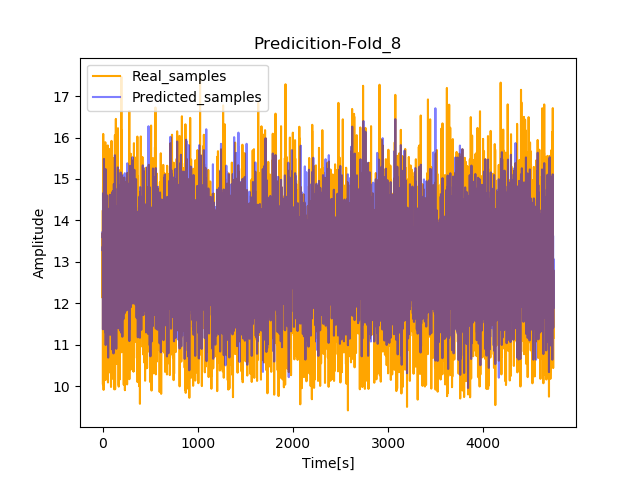 Predicition-Fold_8
Real_samples
Predicted_samples
17
16
15
14
13
12
11
10
Amplitude
0
1000
2000
3000
4000
Time[s]